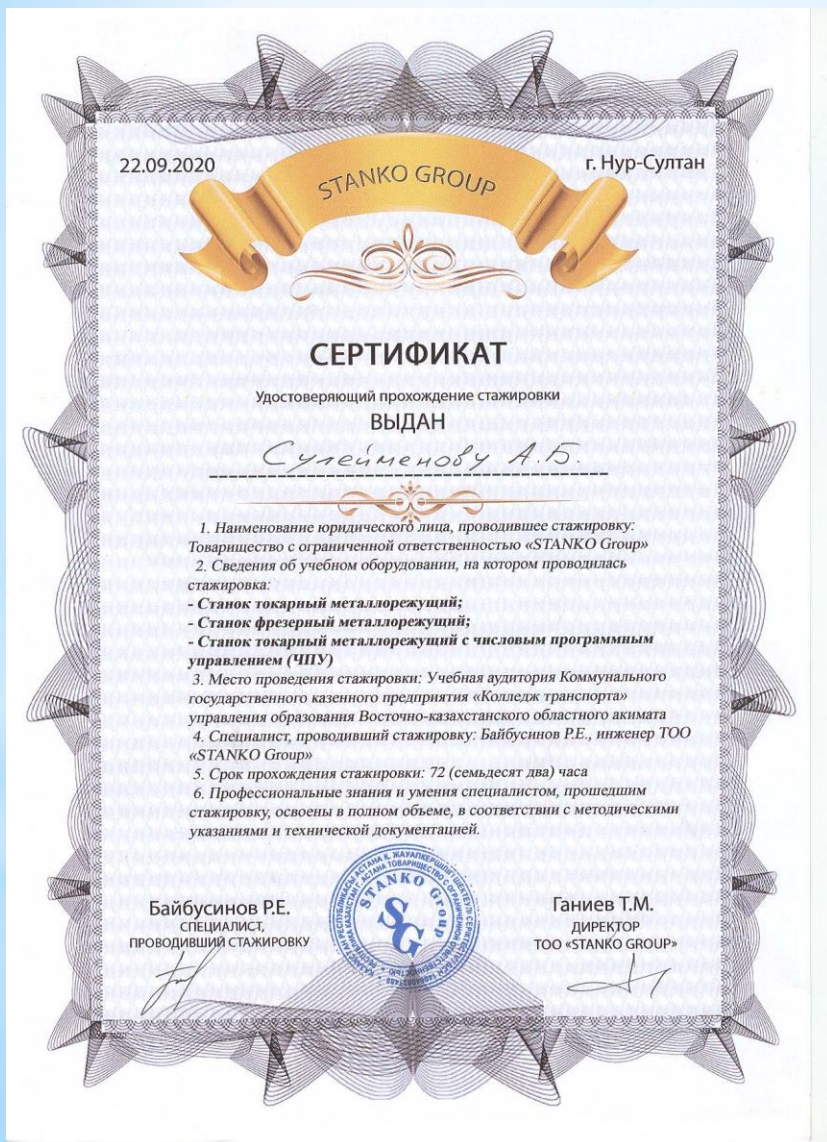 22.09.2020
г. Нур-Султан
STANKO GROUP
СЕРТИФИКАТ
Удостоверяющий прохождение стажировки
ВЫДАН
Сулейменову А.Б.
1. Наименование юридического лица, проводившее стажировку:
Товарищество с ограниченной ответственностью «STANKO Group»
2. Сведения об учебном оборудовании, на котором проводилась
стажировка:
- Станок токарный металлорежущий;
- Станок фрезерный металлорежущий;
- Станок токарный металлорежущий с числовым программным
управлением (ЧПУ)
3. Место проведения стажировки: Учебная аудитория Коммунального
государственного казенного предприятия «Колледж транспорта»
управления образования Восточно-казахстанского областного акимата
4. Специалист, проводивший стажировку: Байбусинов Р.Е., инженер ТОО
«STANKO Group»
5. Срок прохождения стажировки: 72 (семьдесят два) часа
6. Профессиональные знания и умения специалистом, прошедшим
стажировку, освоены в полном объеме, в соответствии с методическими
указаниями и технической документацией.
Байбусинов Р.Е.
СПЕЦИАЛИСТ,
ПРОВОДИВШИЙ СТАЖИРОВКУ
STANKO Group
SG
Ганиев Т.М.
ДИРЕКТОР
ТОО «STANKO GROUP»